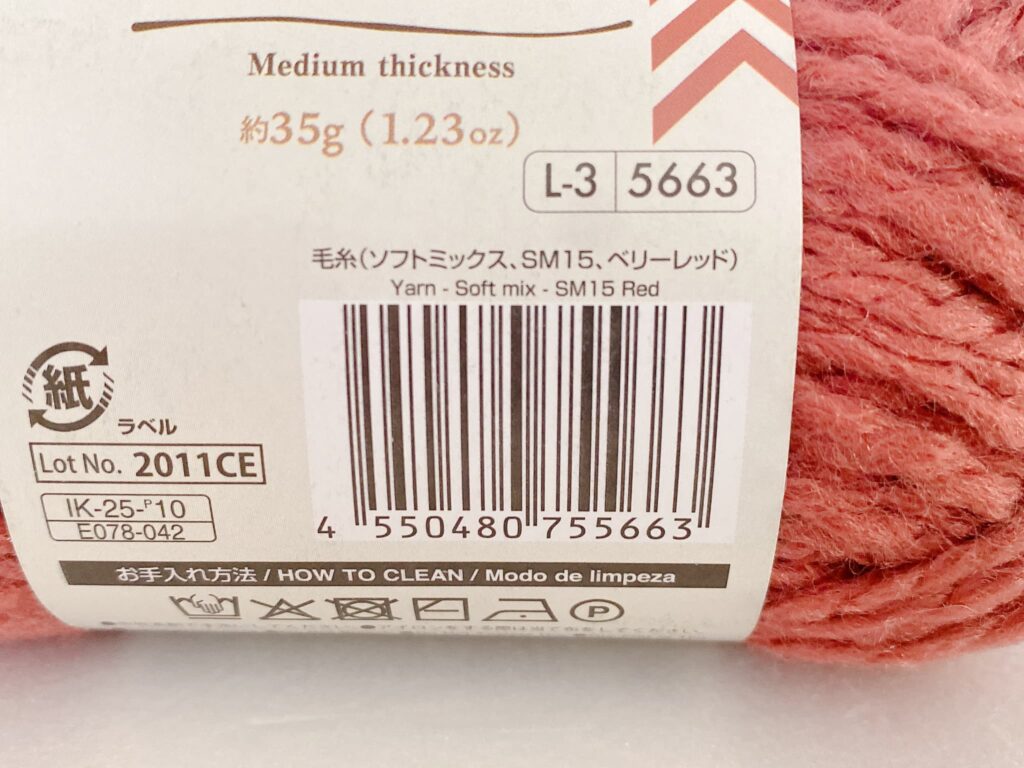 Medium thickness
約35g (1.23oz)
L-3 5663
毛糸(ソフトミックス、SM15、ベリーレッド)
Yarn - Soft mix - SM15 Red
紙
ラベル
Lot No. 2011CE
IK-25-P10
E078-042
4 550480 755663
お手入れ方法 / HOW TO CLEAN / Modo de limpeza
P